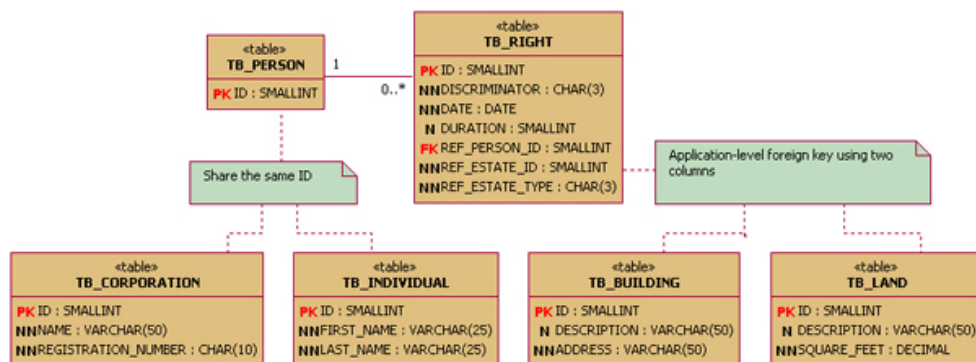 «table»
TB_PERSON
PK ID : SMALLINT
1
0..*
«table»
TB_RIGHT
PK ID : SMALLINT
NN DISCRIMINATOR : CHAR(3)
NN DATE : DATE
N DURATION : SMALLINT
FK REF_PERSON_ID : SMALLINT
NN REF_ESTATE_ID : SMALLINT
NN REF_ESTATE_TYPE : CHAR(3)
Share the same ID
Application-level foreign key using two
columns
«table»
TB_CORPORATION
PK ID : SMALLINT
NN NAME : VARCHAR(50)
NN REGISTRATION_NUMBER : CHAR(10)
«table»
TB_INDIVIDUAL
PK ID : SMALLINT
NN FIRST_NAME : VARCHAR(25)
NN LAST_NAME : VARCHAR(25)
«table»
TB_BUILDING
PK ID : SMALLINT
N DESCRIPTION : VARCHAR(50)
NN ADDRESS : VARCHAR(50)
«table»
TB_LAND
PK ID : SMALLINT
N DESCRIPTION : VARCHAR(50)
NN SQUARE_FEET : DECIMAL